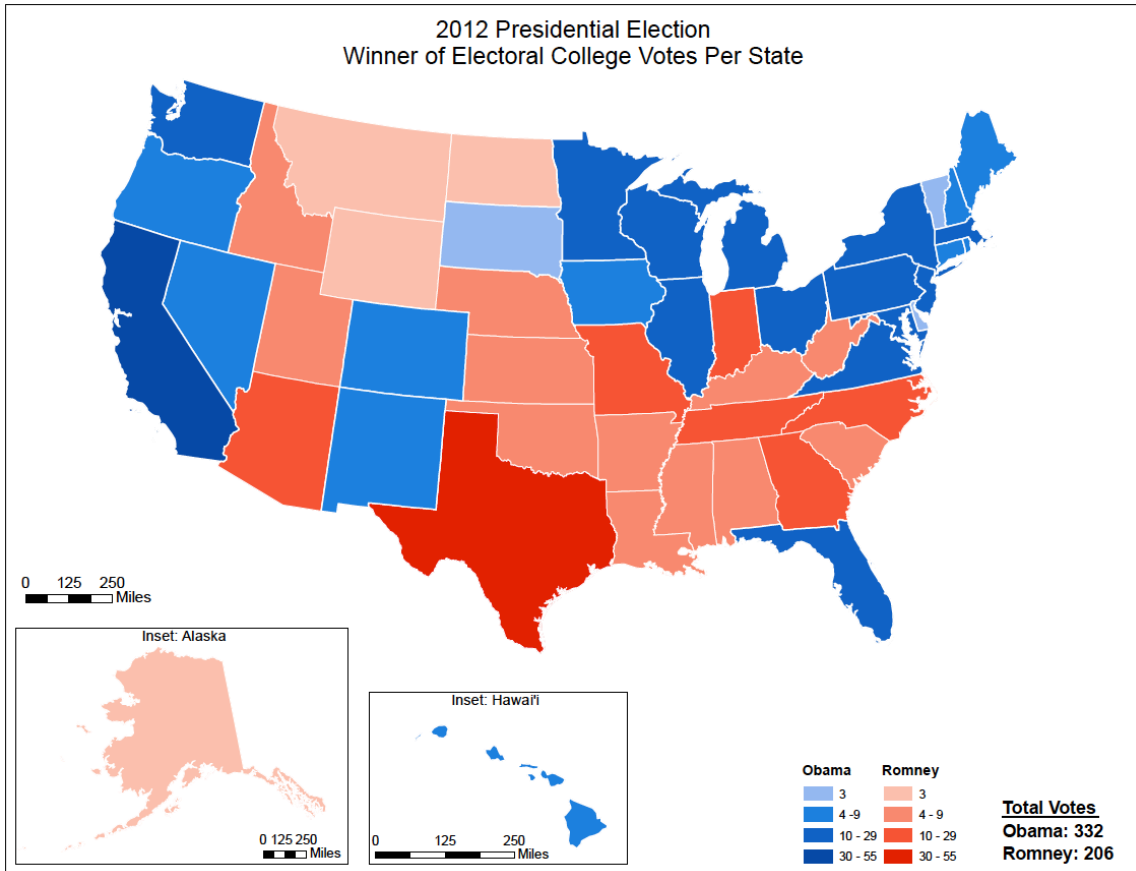 2012 Presidential Election
Winner of Electoral College Votes Per State
0 125 250
Miles
Inset: Alaska
0 125 250
Miles
Inset: Hawai'i
0 125 250
Miles
Obama Romney
3 3
4 - 9 4 - 9
10 - 29 10 - 29
30 - 55 30 - 55
Total Votes
Obama: 332
Romney: 206